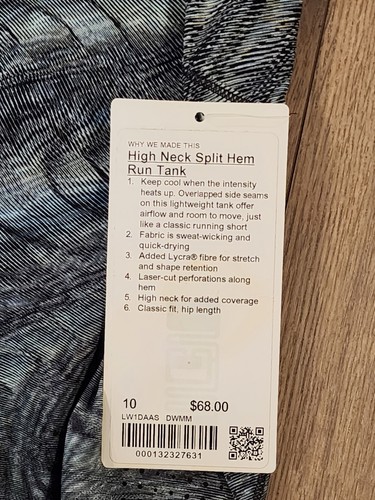 WHY WE MADE THIS
High Neck Split Hem
Run Tank
1. Keep cool when the intensity
heats up. Overlapped side seams
on this lightweight tank offer
airflow and room to move, just
like a classic running short
2. Fabric is sweat-wicking and
quick-drying
3. Added Lycra® fibre for stretch
and shape retention
4. Laser-cut perforations along
hem
5. High neck for added coverage
6. Classic fit, hip length
10 $68.00
LW1DAAS DWMM
000132327631